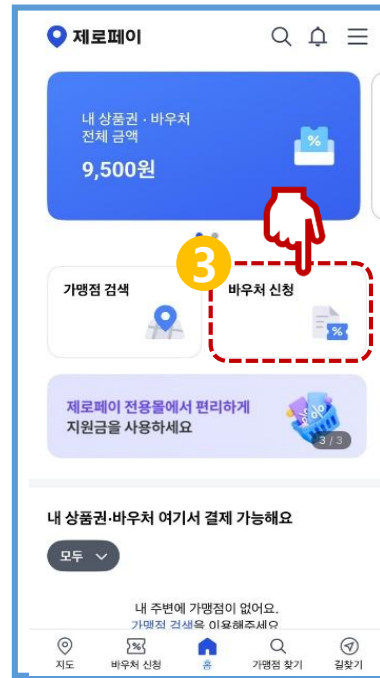 제로페이
내 상품권 · 바우처
전체 금액
9,500원
%
3
가맹점 검색
바우처 신청
%
제로페이 전용몰에서 편리하게
지원금을 사용하세요
3 / 3
내 상품권·바우처 여기서 결제 가능해요
모두
내 주변에 가맹점이 없어요.
가맹점 검색을 이용해주세요
지도
바우처 신청
홈
가맹점 찾기
길찾기